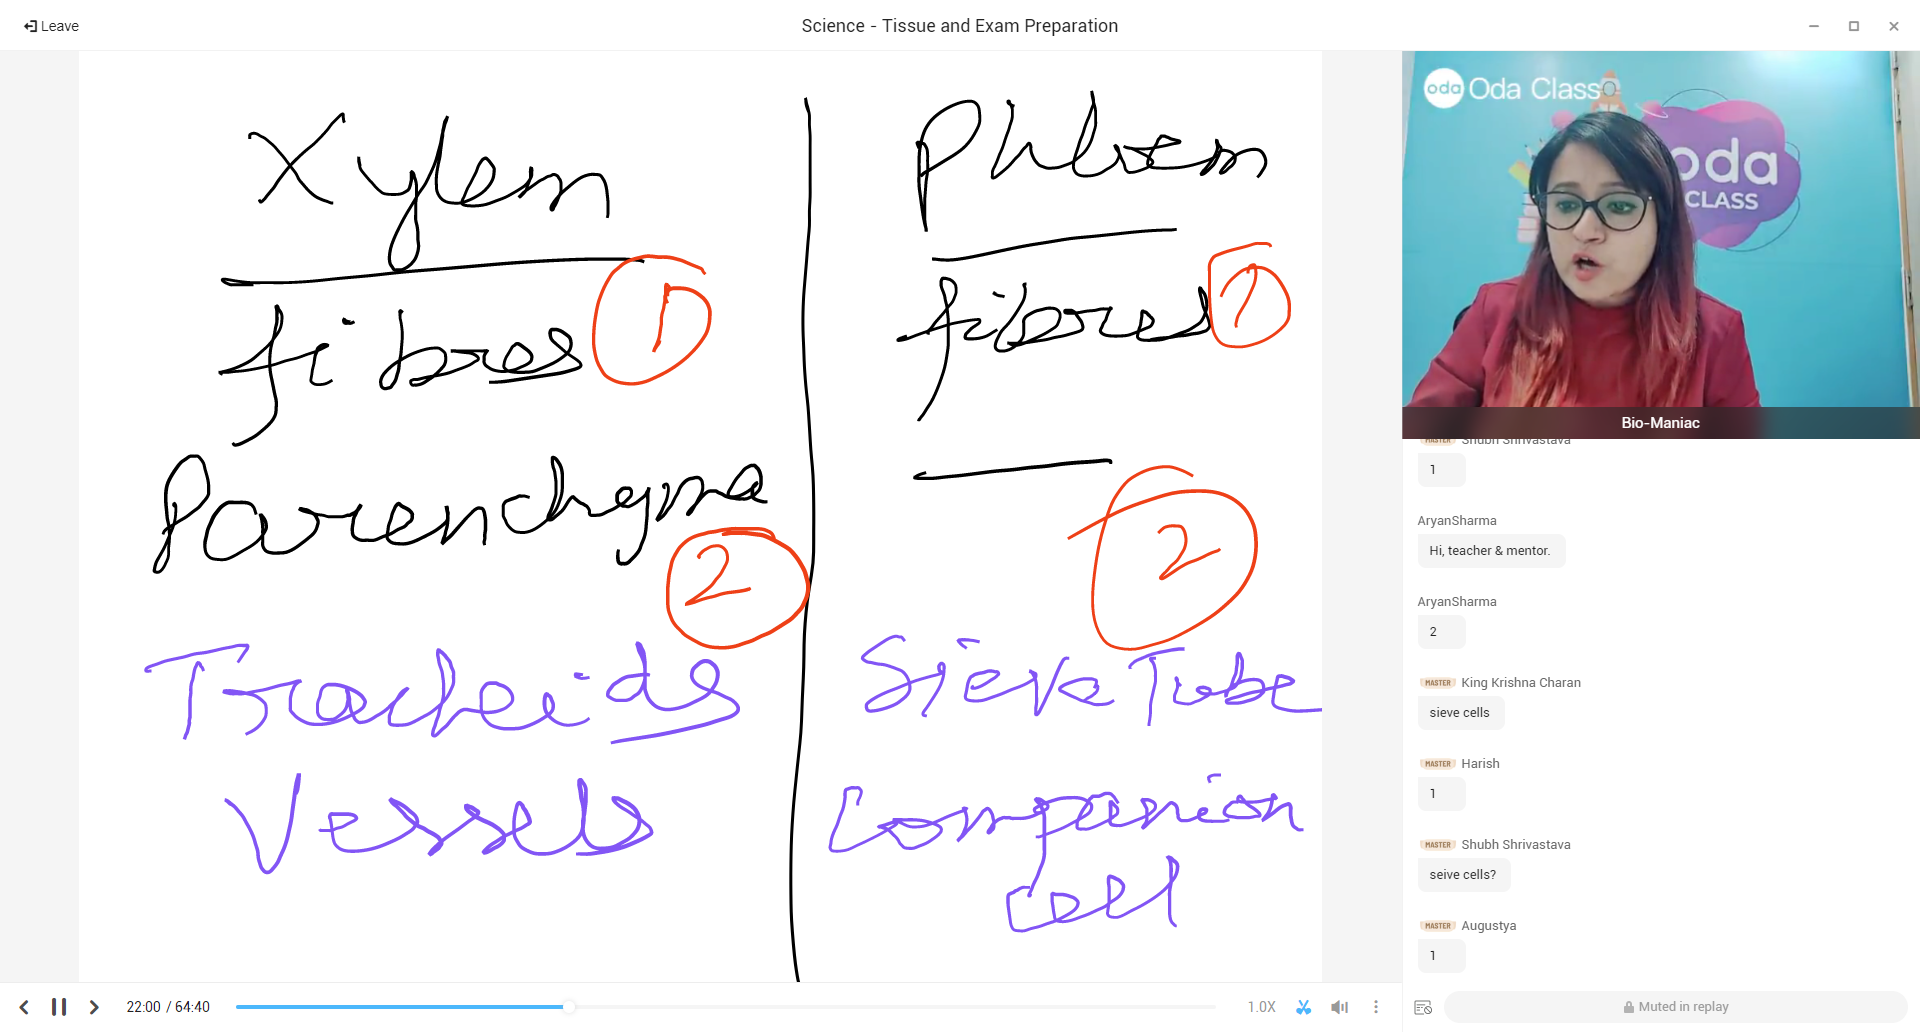 Leave
Science - Tissue and Exam Preparation
Xylem
fibres 1
Parenchyma
2
Tracheids
Vessels
Phloem
fibres 1
2
Sieve Tube
Companion
cell
oda Oda Class
oda
CLASS
Bio-Maniac
MASTER Shubh Shrivastava
1
AryanSharma
Hi, teacher & mentor.
AryanSharma
2
MASTER King Krishna Charan
sieve cells
MASTER Harish
1
MASTER Shubh Shrivastava
seive cells?
MASTER Augustya
1
22:00 / 64:40
1.0X
Muted in replay